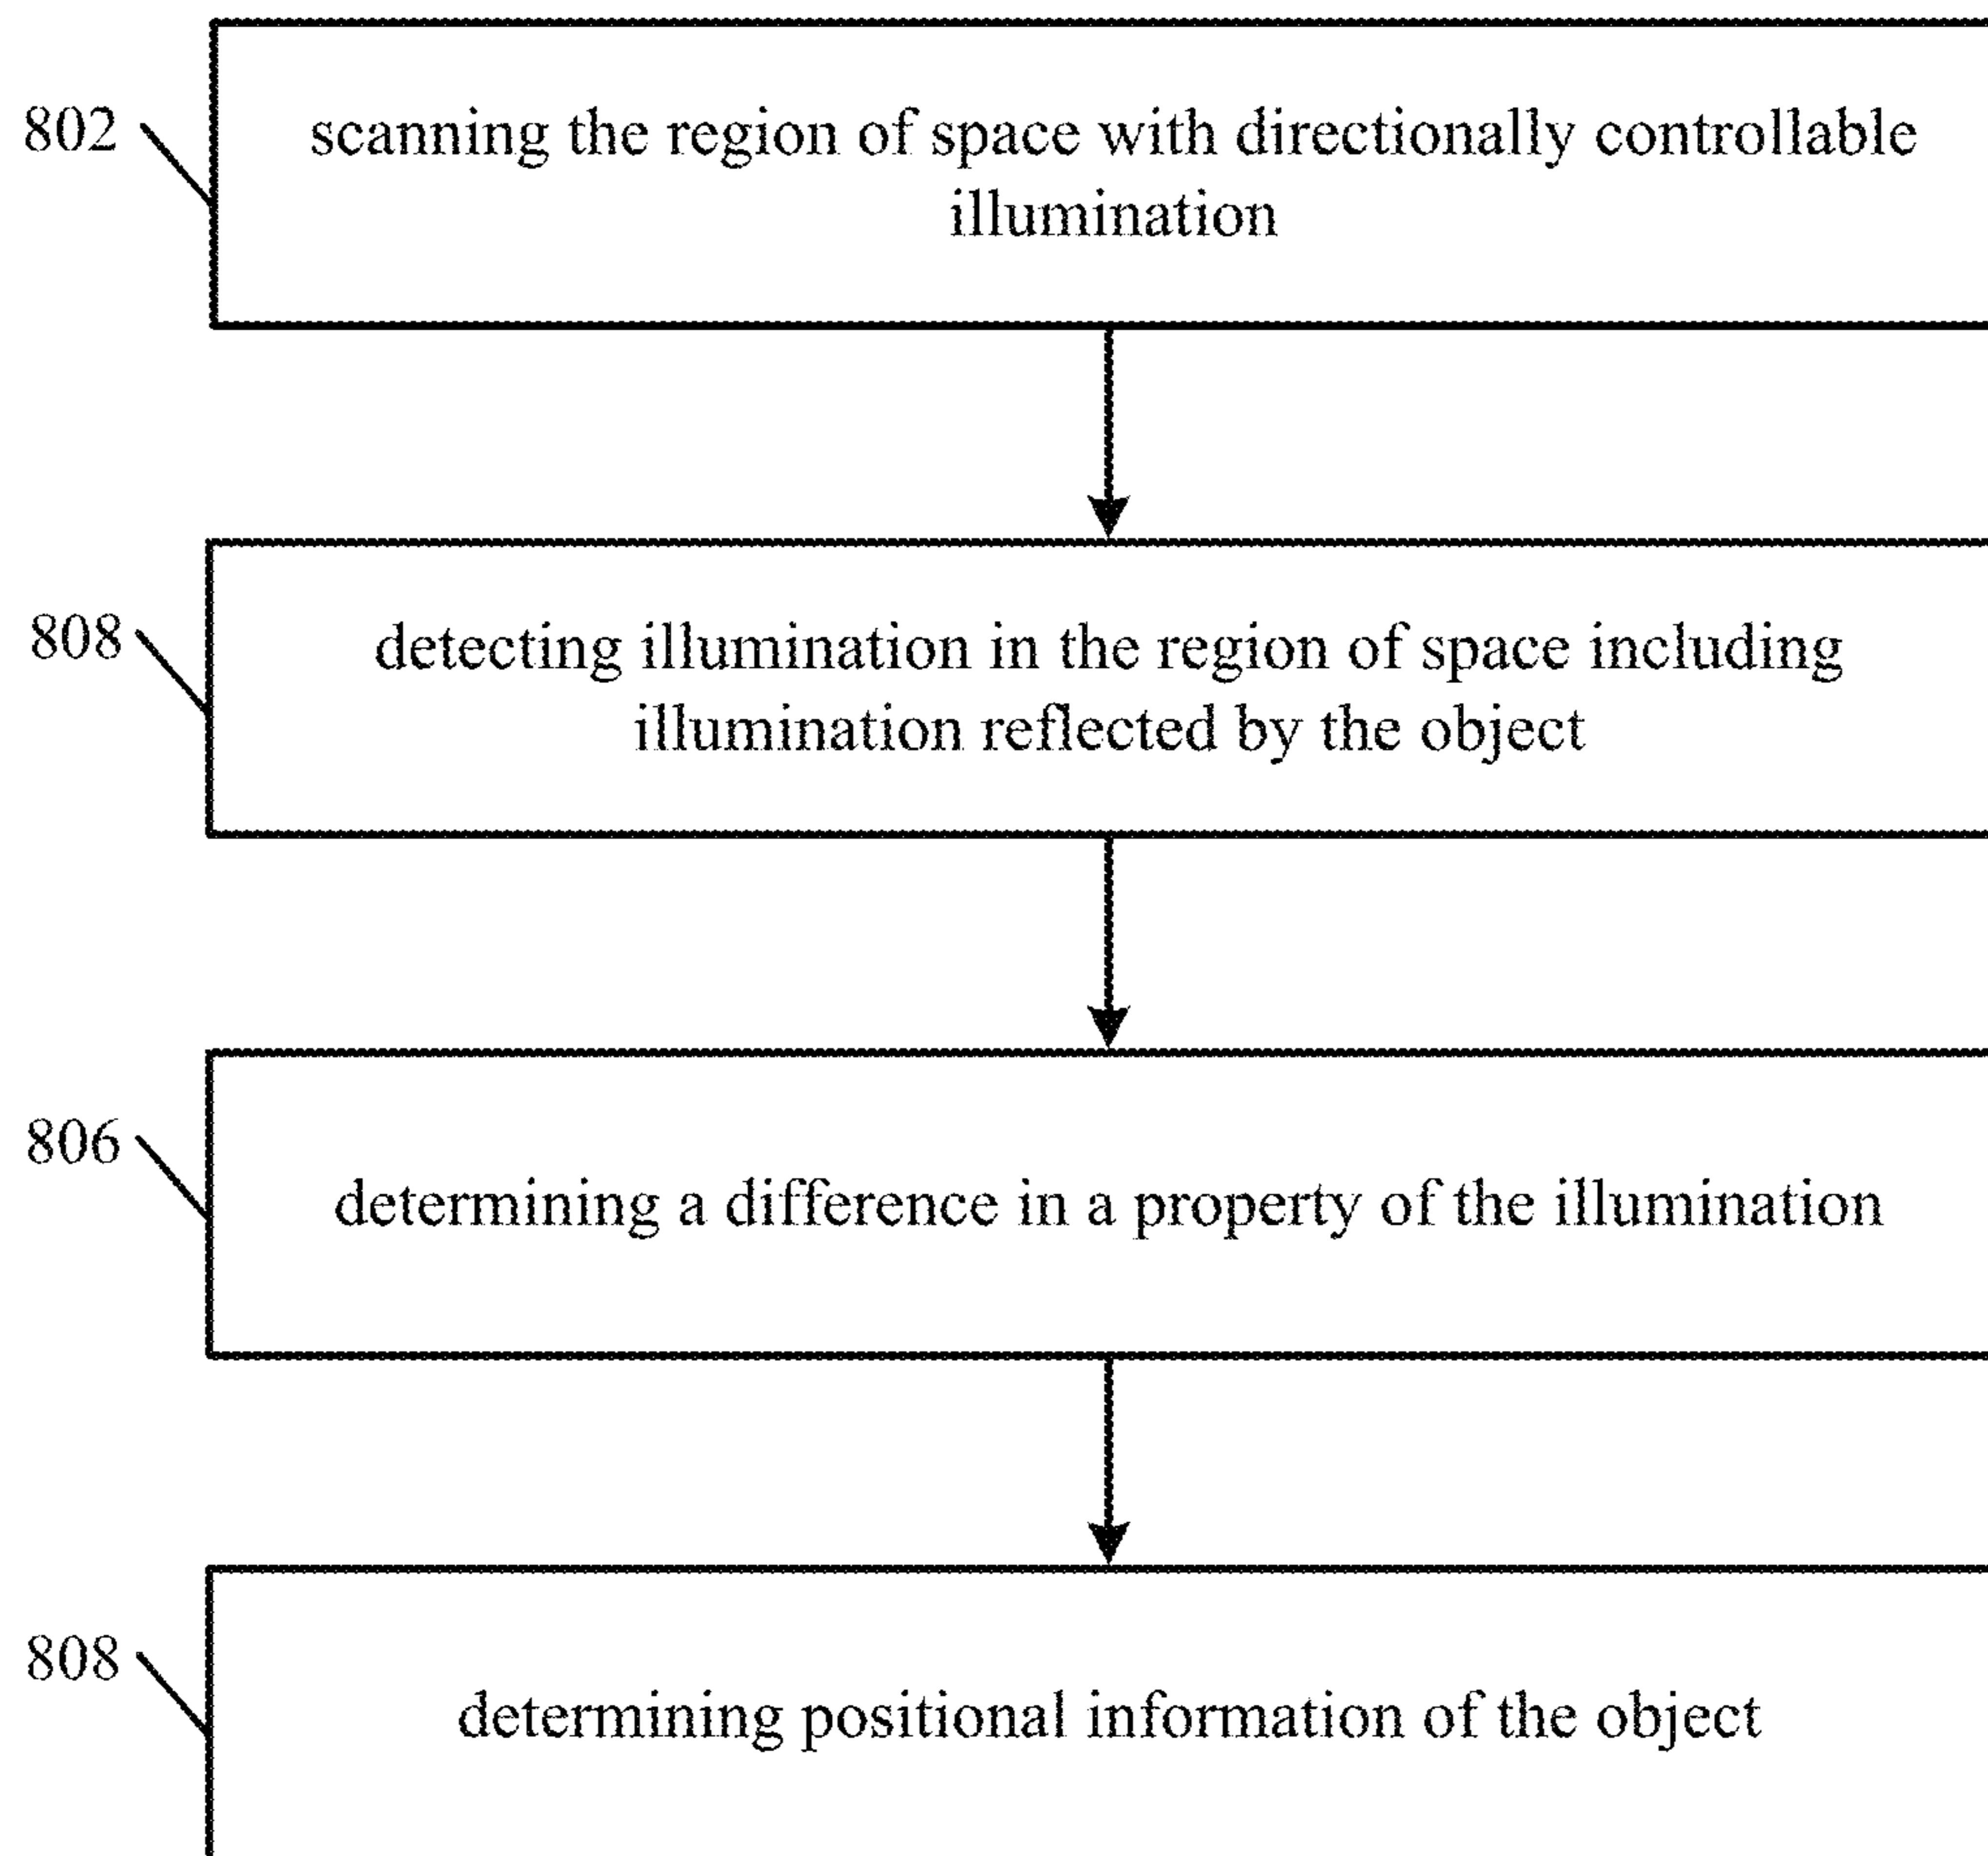 802
scanning the region of space with directionally controllable
illumination
808
detecting illumination in the region of space including
illumination reflected by the object
806
determining a difference in a property of the illumination
808
determining positional information of the object